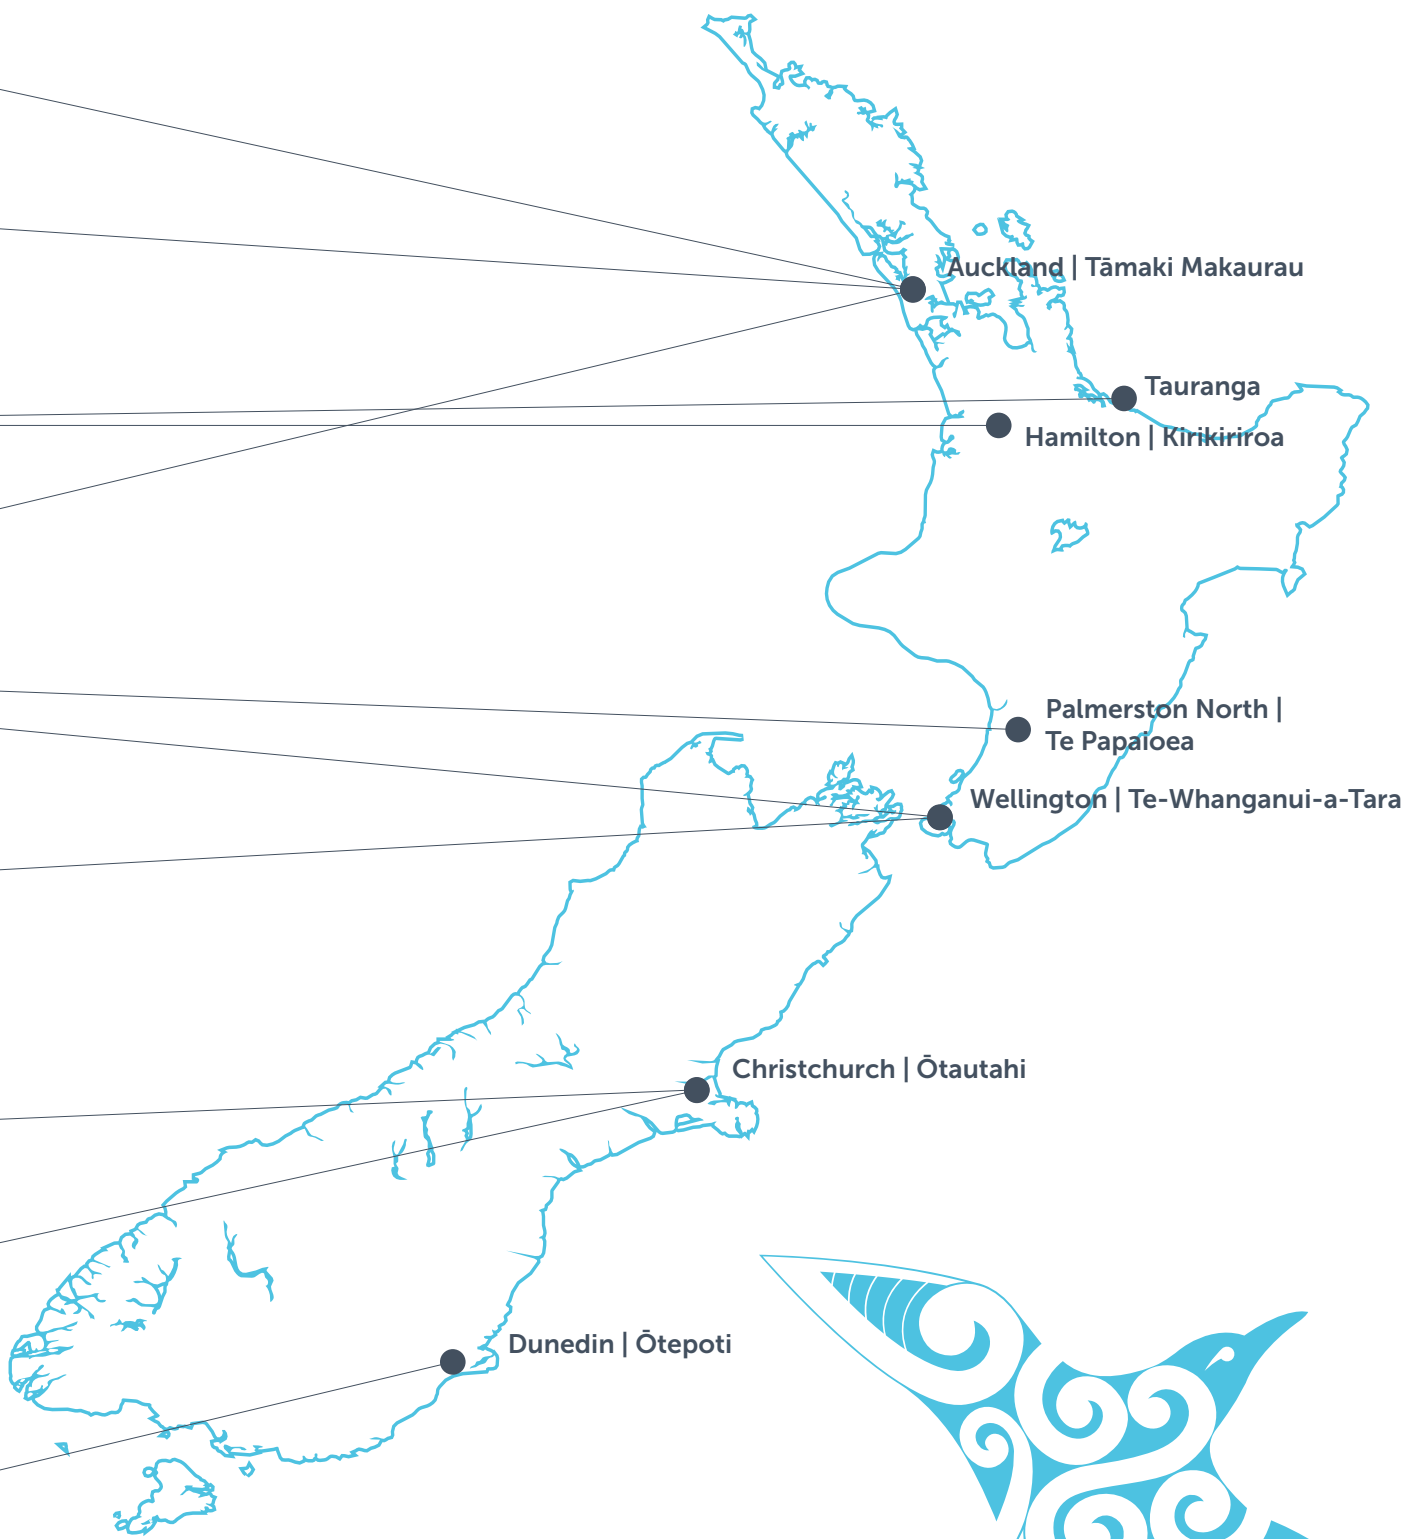 Auckland | Tāmaki Makaurau
Tauranga
Hamilton | Kirikiriroa
Palmerston North |
Te Papaioea
Wellington | Te-Whanganui-a-Tara
Christchurch | Ōtautahi
Dunedin | Ōtepoti